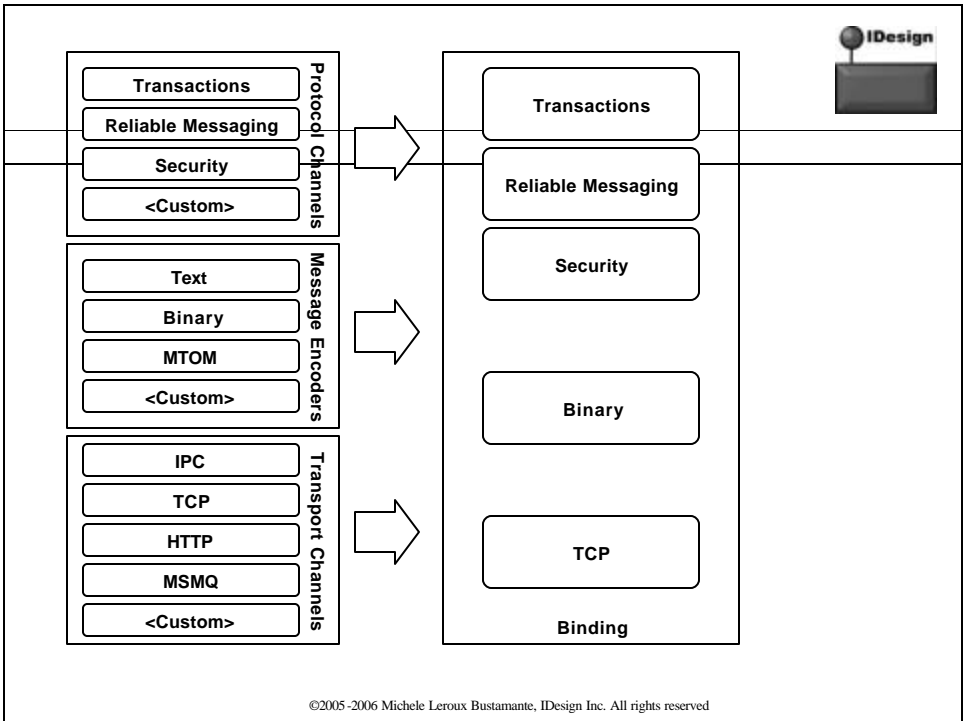 IDesign
Transactions
Reliable Messaging
Security
<Custom>
Protocol Channels
Text
Binary
MTOM
<Custom>
Message Encoders
IPC
TCP
HTTP
MSMQ
<Custom>
Transport Channels
Transactions
Reliable Messaging
Security
Binary
TCP
Binding
©2005-2006 Michele Leroux Bustamante, IDesign Inc. All rights reserved